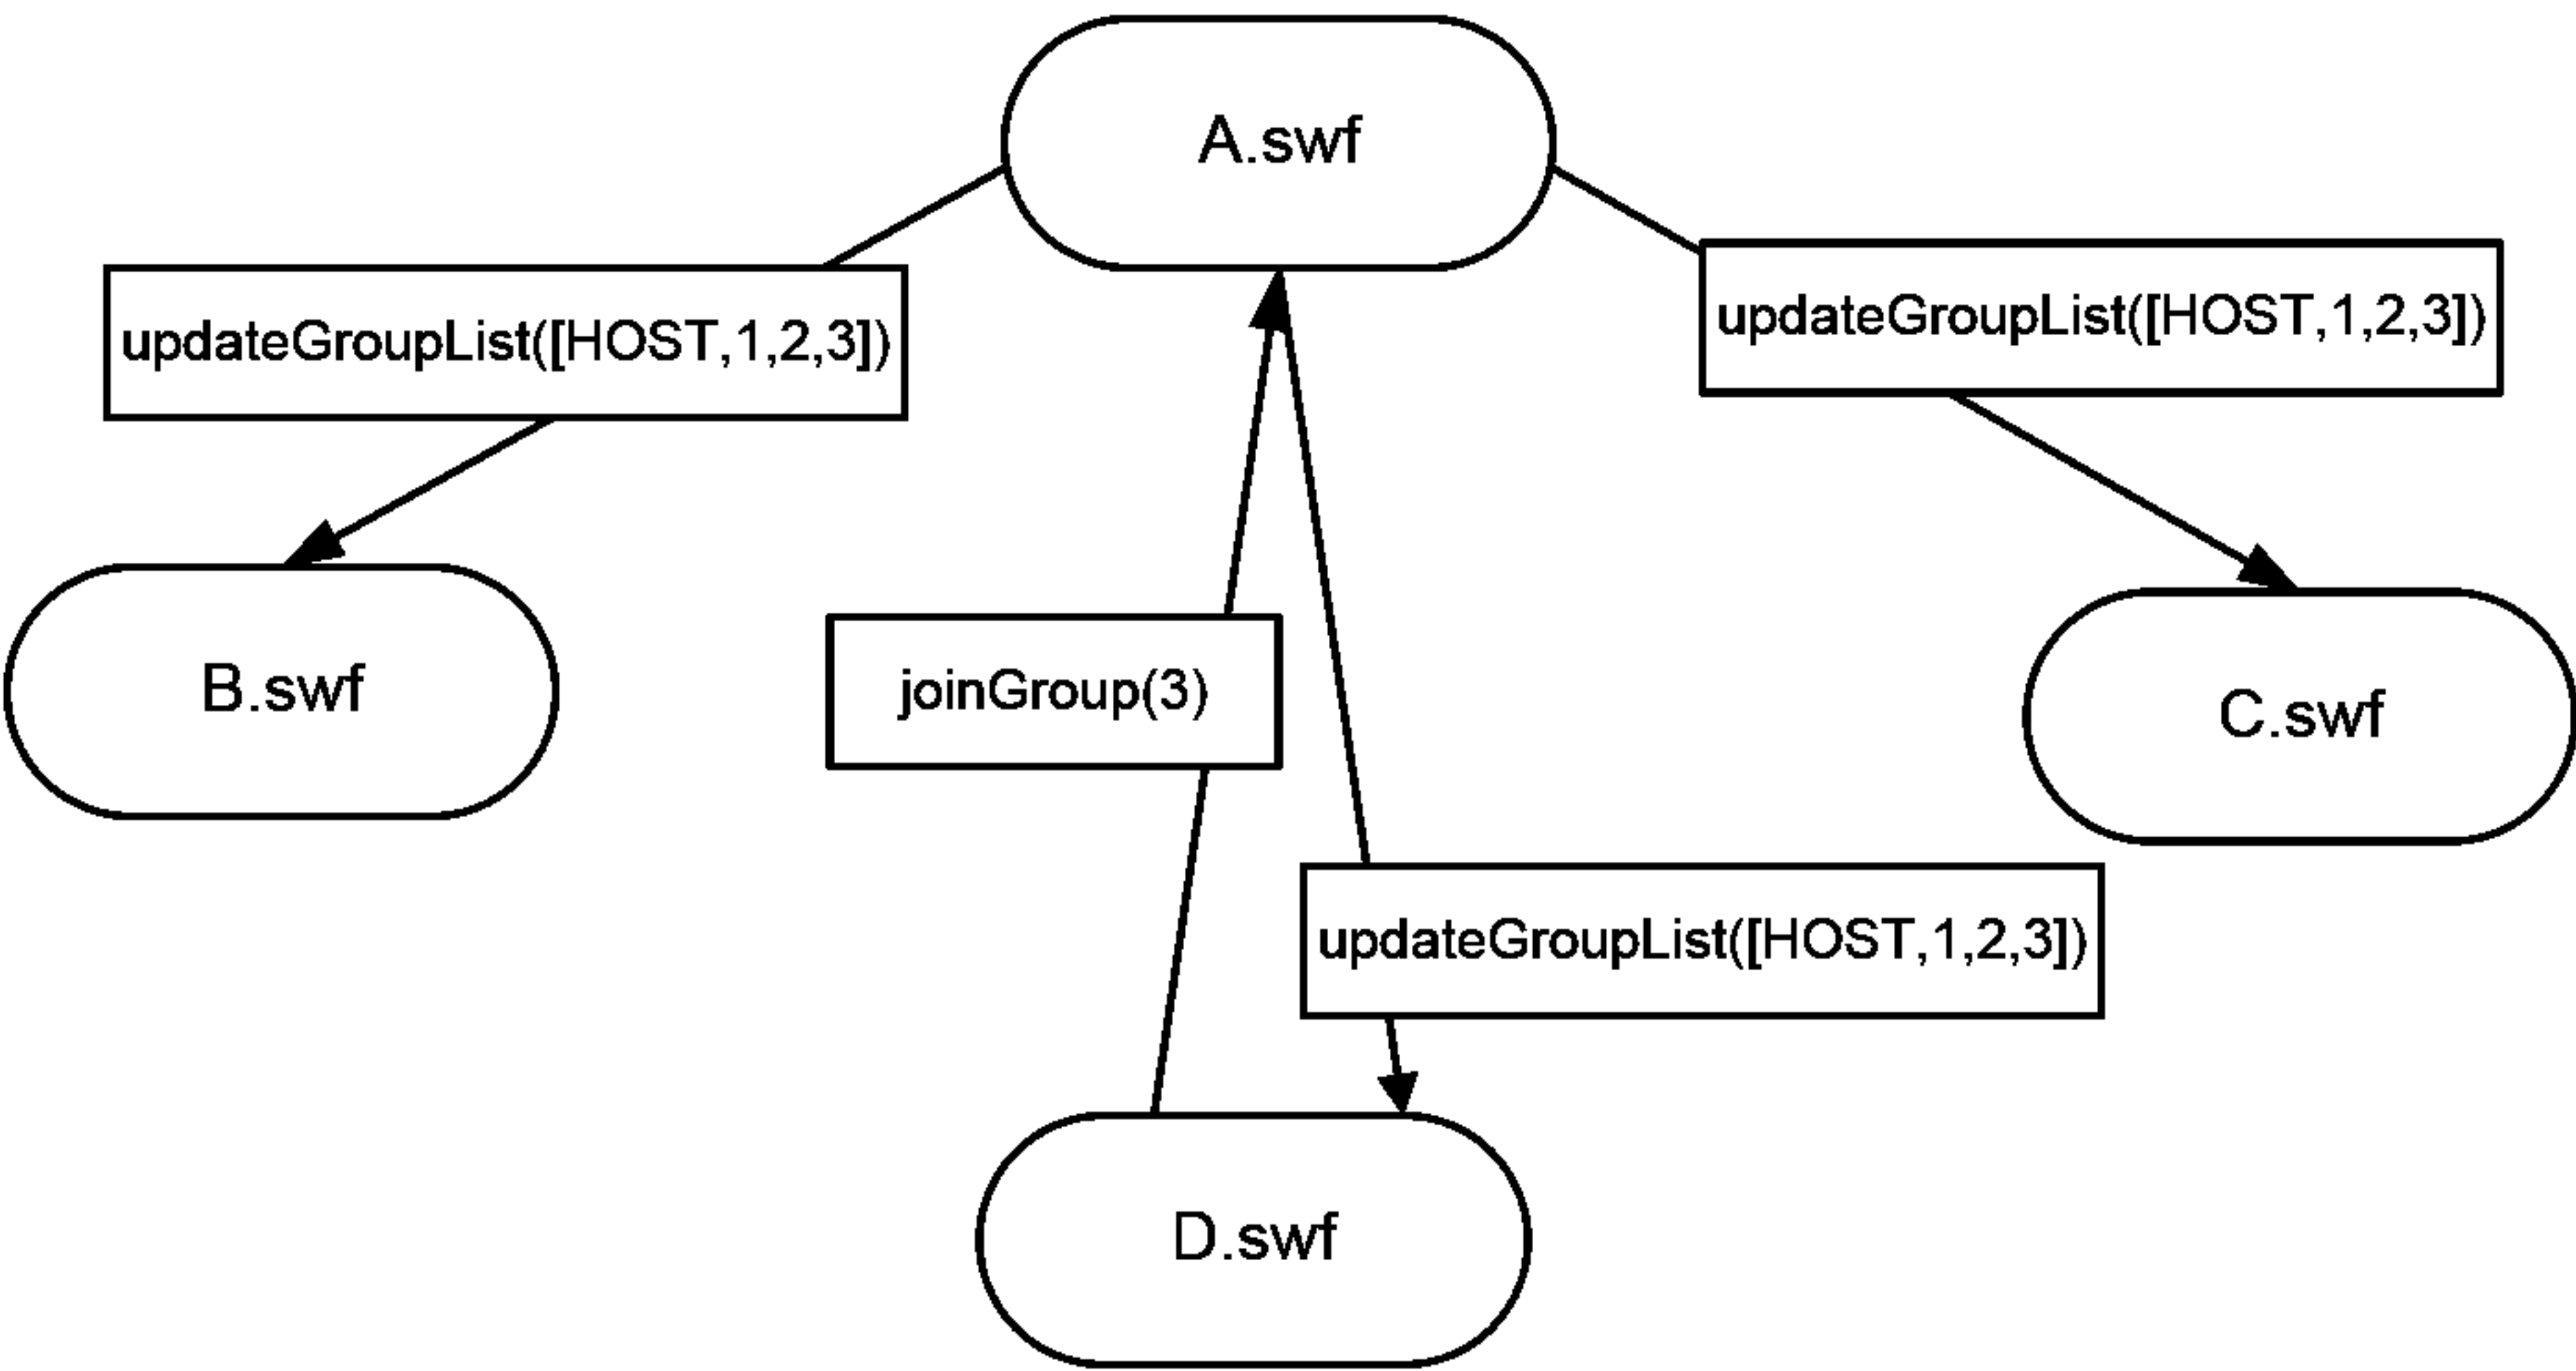 A.swf
updateGroupList([HOST,1,2,3])
updateGroupList([HOST,1,2,3])
B.swf
joinGroup(3)
C.swf
updateGroupList([HOST,1,2,3])
D.swf